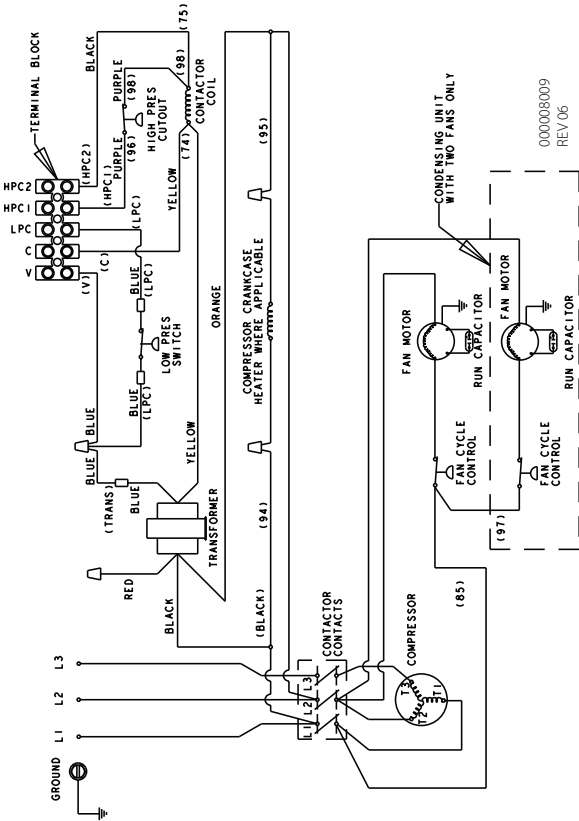 TERMINAL BLOCK
HPC2
HPC1
LPC
C
V
(HPC2)
(HPC1)
(LPC)
(C)
(V)
BLACK
(75)
PURPLE
(98)
(98)
HIGH PRES
CUTOUT
PURPLE
(96)
CONTACTOR
COIL
(74)
YELLOW
BLUE
(LPC)
LOW PRES
SWITCH
BLUE
(LPC)
ORANGE
YELLOW
BLUE
BLUE
(TRANS)
BLUE
TRANSFORMER
RED
BLACK
(95)
COMPRESSOR CRANKCASE
HEATER WHERE APPLICABLE
(94)
(BLACK)
L3
L2
L1
GROUND
CONTACTOR
CONTACTS
L3
L2
L1
COMPRESSOR
T3
T2
T1
CONDENSING UNIT
WITH TWO FANS ONLY
FAN MOTOR
RUN CAPACITOR
FAN MOTOR
RUN CAPACITOR
FAN CYCLE
CONTROL
FAN CYCLE
CONTROL
(97)
(85)
000008009
REV 06